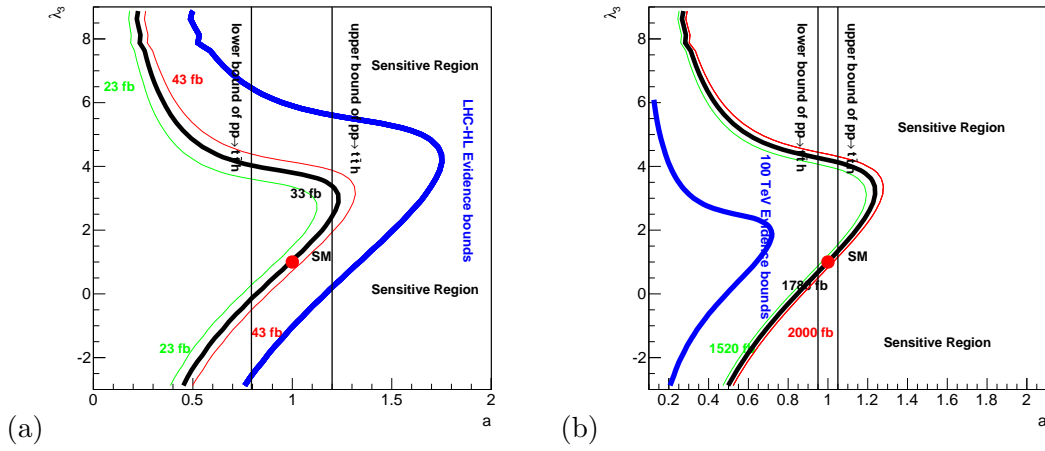 λ₃
8
6
4
2
0
-2
0
0.5
1
1.5
2
a
23 fb
43 fb
lower bound of pp→tt̄h
upper bound of pp→tt̄h
Sensitive Region
LHC-HL Evidence bounds
33 fb
SM
Sensitive Region
23 fb
43 fb
(a)
λ₃
8
6
4
2
0
-2
0.2
0.4
0.6
0.8
1
1.2
1.4
1.6
1.8
2
a
lower bound of pp→tt̄h
upper bound of pp→tt̄h
Sensitive Region
100 TeV Evidence bounds
SM
1780 fb
1520 fb
2000 fb
Sensitive Region
(b)